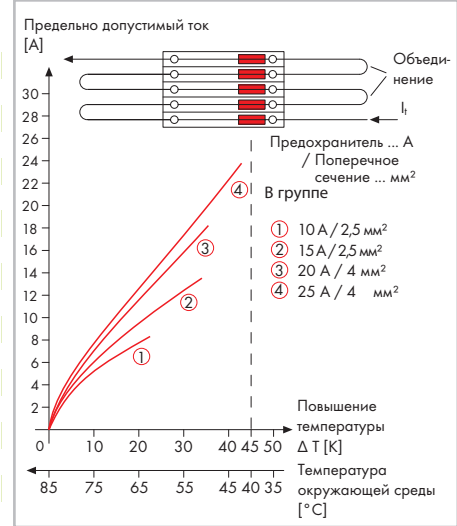 Предельно допустимый ток
[A]
Объеди-
нение
Iₜ
Предохранитель ... А
/ Поперечное
сечение ... мм²
В группе
① 10 А / 2,5 мм²
② 15 А/2,5 мм²
③ 20 А / 4 мм²
④ 25 А / 4 мм²
30
28
26
24
22
20
18
16
14
12
10
8
6
4
2
④
③
②
①
0 10 20 30 40 45 50
Повышение
температуры
Δ T [K]
85 75 65 55 45 40 35
Температура
окружающей среды
[°C]